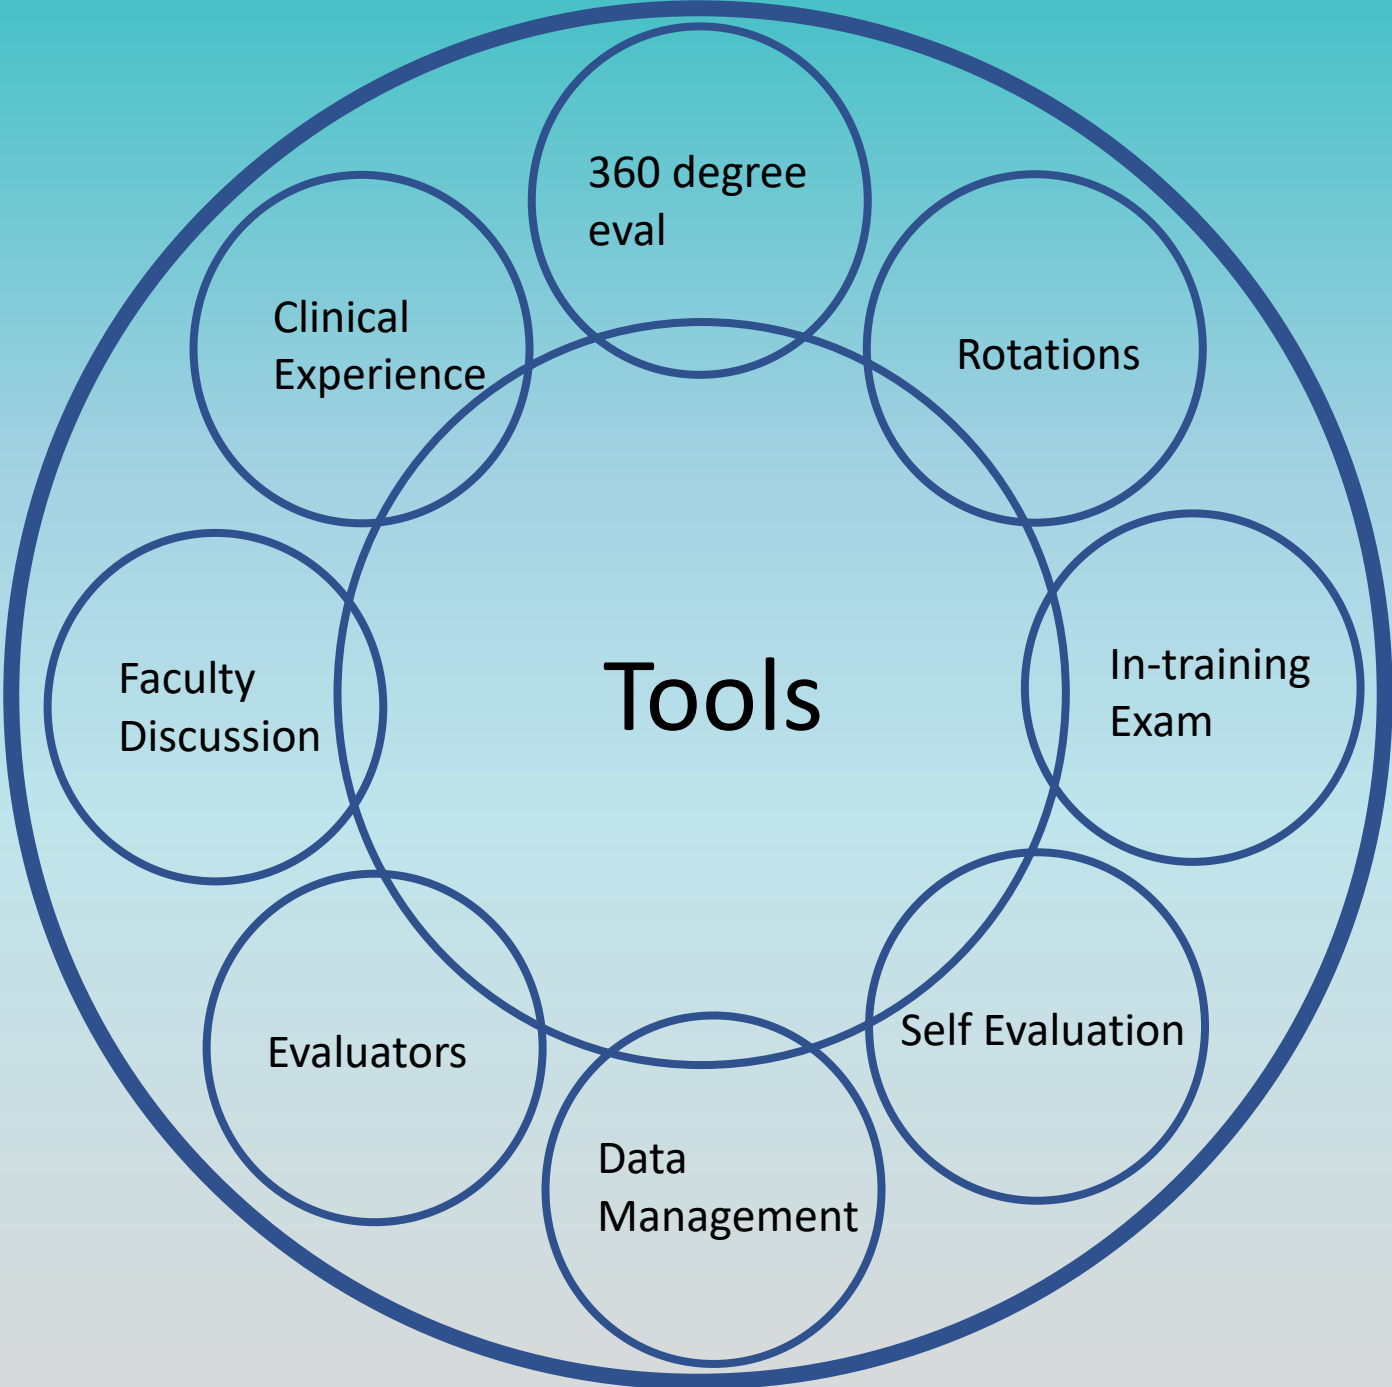 360 degree
eval
Clinical
Experience
Rotations
Faculty
Discussion
Tools
In-training
Exam
Evaluators
Self Evaluation
Data
Management